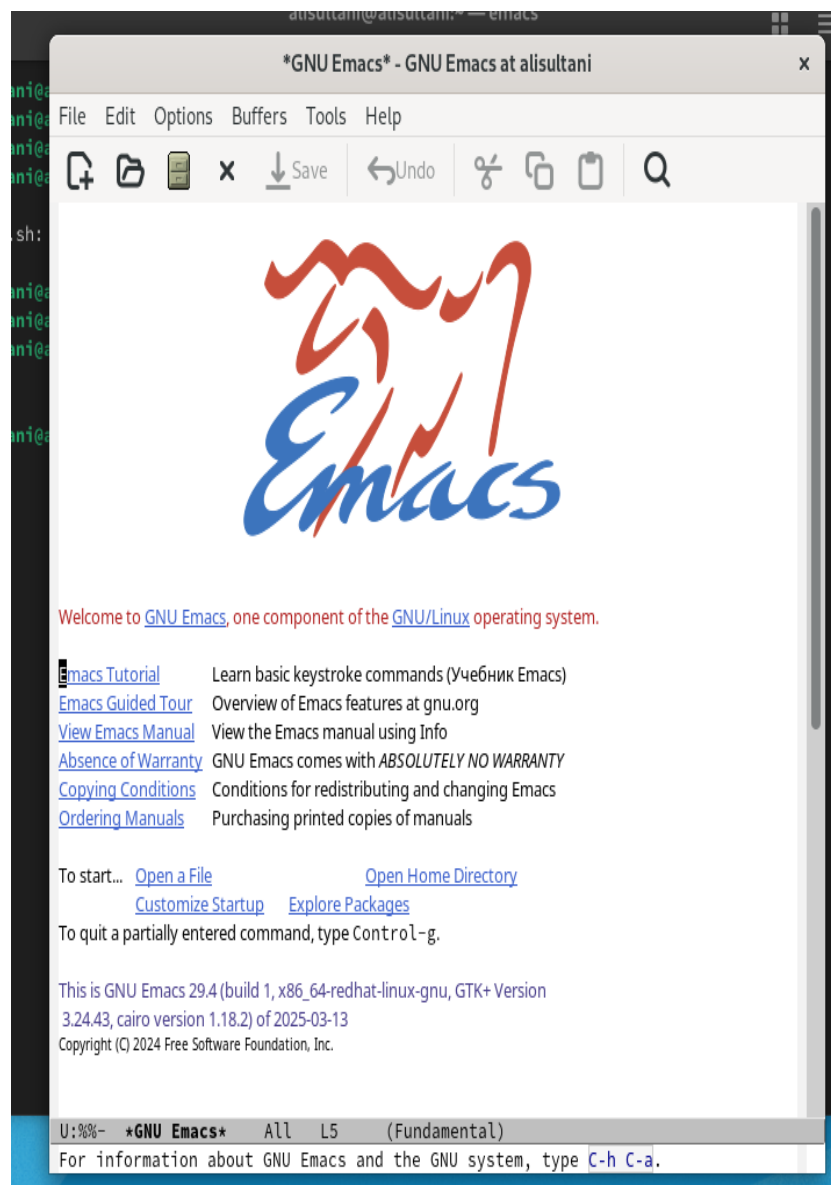 alisultani@alisultani:~ — emacs
*GNU Emacs* - GNU Emacs at alisultani
File Edit Options Buffers Tools Help
Save Undo
.sh:
Emacs
Welcome to GNU Emacs, one component of the GNU/Linux operating system.
Emacs Tutorial Learn basic keystroke commands (Учебник Emacs)
Emacs Guided Tour Overview of Emacs features at gnu.org
View Emacs Manual View the Emacs manual using Info
Absence of Warranty GNU Emacs comes with ABSOLUTELY NO WARRANTY
Copying Conditions Conditions for redistributing and changing Emacs
Ordering Manuals Purchasing printed copies of manuals
To start... Open a File Open Home Directory
Customize Startup Explore Packages
To quit a partially entered command, type Control-g.
This is GNU Emacs 29.4 (build 1, x86_64-redhat-linux-gnu, GTK+ Version
3.24.43, cairo version 1.18.2) of 2025-03-13
Copyright (C) 2024 Free Software Foundation, Inc.
U:%%- *GNU Emacs* All L5 (Fundamental)
For information about GNU Emacs and the GNU system, type C-h C-a.